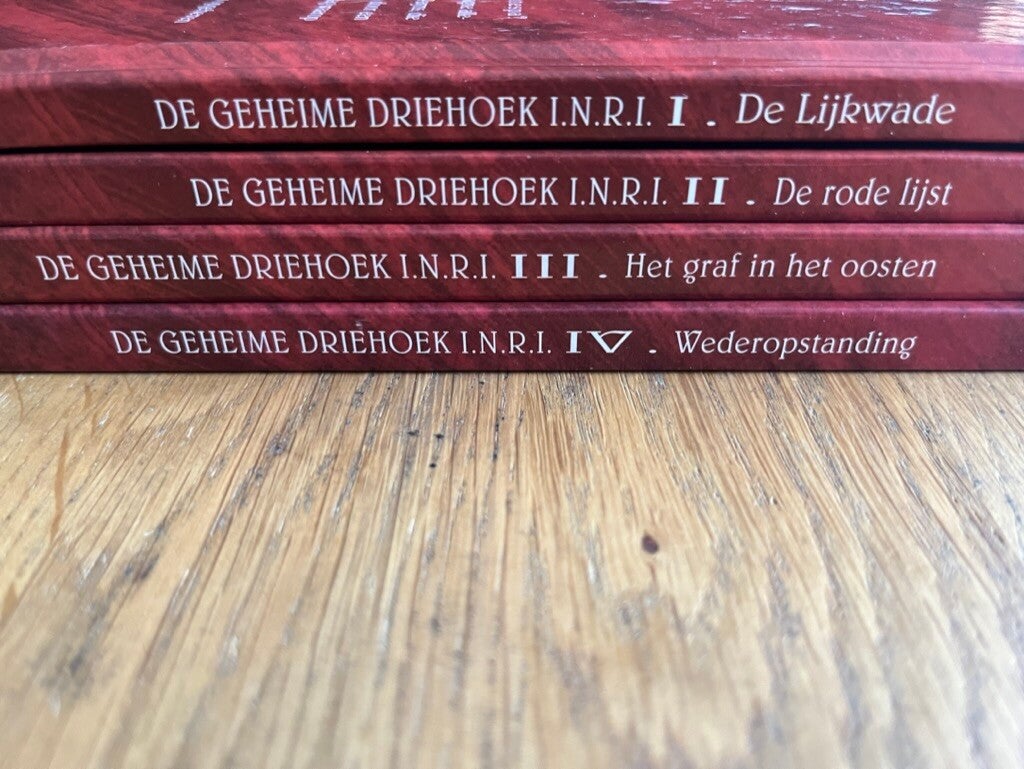 DE GEHEIME DRIEHOEK I.N.R.I. I . De Lijkwade
DE GEHEIME DRIEHOEK I.N.R.I. II . De rode lijst
DE GEHEIME DRIEHOEK I.N.R.I. III . Het graf in het oosten
DE GEHEIME DRIEHOEK I.N.R.I. IV . Wederopstanding